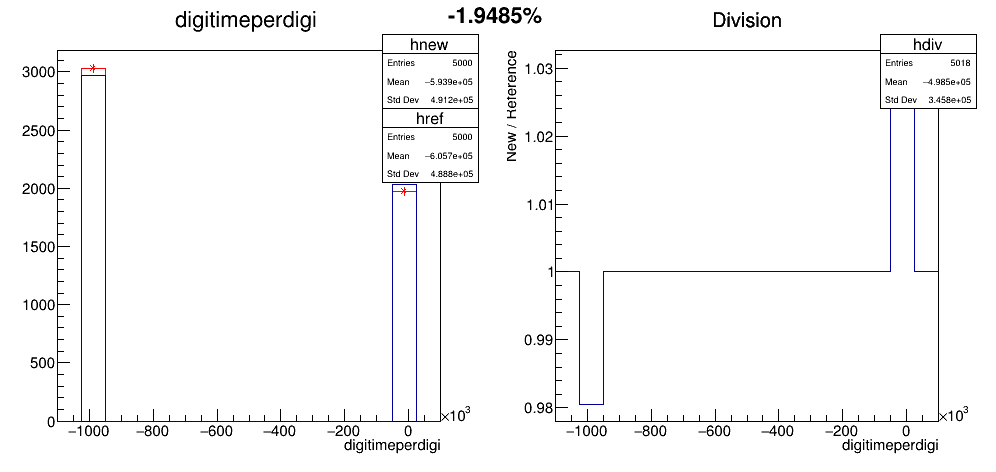 -1.9485%
digitimeperdigi
hnew
Entries 5000
Mean −5.939e+05
Std Dev 4.912e+05
href
Entries 5000
Mean −6.057e+05
Std Dev 4.888e+05
3000
2500
2000
1500
1000
500
0
−1000 −800 −600 −400 −200 0
×10³
digitimeperdigi
Division
hdiv
Entries 5018
Mean −4.985e+05
Std Dev 3.458e+05
New / Reference
1.03
1.02
1.01
1
0.99
0.98
−1000 −800 −600 −400 −200 0
×10³
digitimeperdigi